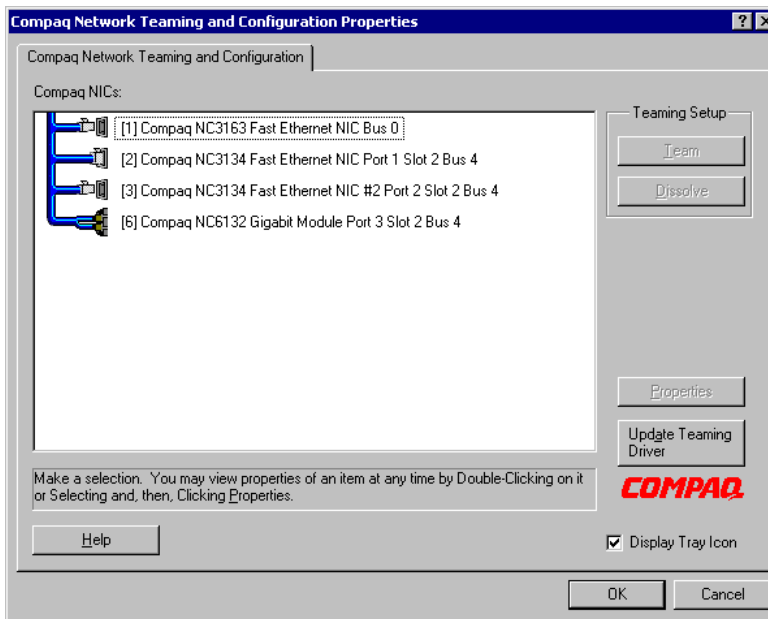 Compaq Network Teaming and Configuration Properties
Compaq Network Teaming and Configuration
Compaq NICs:
[1] Compaq NC3163 Fast Ethernet NIC Bus 0
[2] Compaq NC3134 Fast Ethernet NIC Port 1 Slot 2 Bus 4
[3] Compaq NC3134 Fast Ethernet NIC #2 Port 2 Slot 2 Bus 4
[6] Compaq NC6132 Gigabit Module Port 3 Slot 2 Bus 4
Teaming Setup
Team
Dissolve
Properties
Update Teaming
Driver
COMPAQ
Make a selection. You may view properties of an item at any time by Double-Clicking on it
or Selecting and, then, Clicking Properties.
Help
Display Tray Icon
OK
Cancel